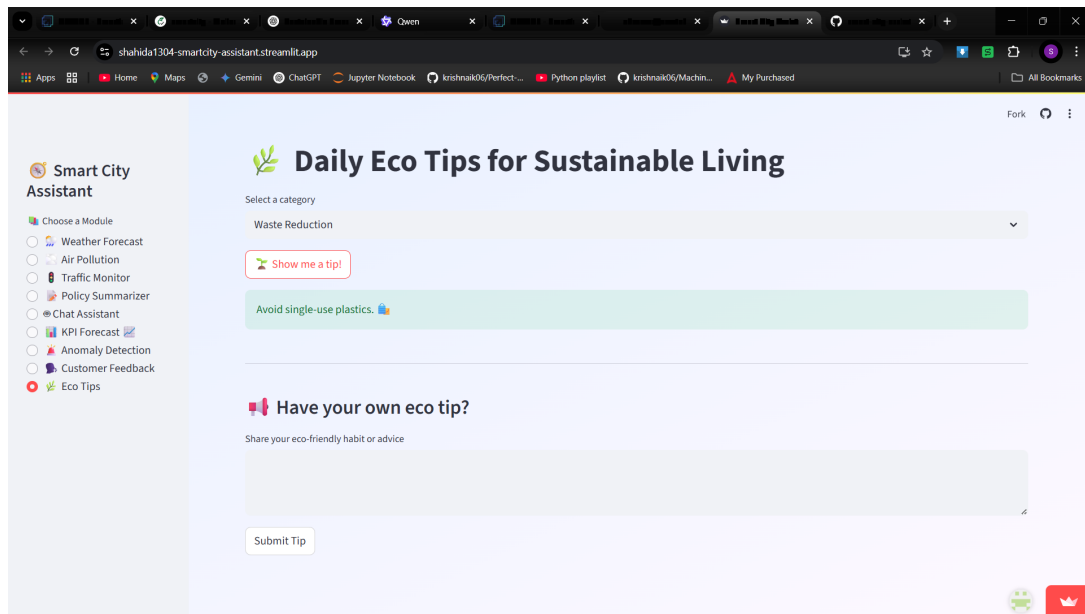 Qwen
shahida1304-smartcity-assistant.streamlit.app
S
Apps
Home
Maps
Gemini
ChatGPT
Jupyter Notebook
krishnaik06/Perfect-...
Python playlist
krishnaik06/Machin...
My Purchased
All Bookmarks
Fork
Smart City
Assistant
Choose a Module
Weather Forecast
Air Pollution
Traffic Monitor
Policy Summarizer
Chat Assistant
KPI Forecast
Anomaly Detection
Customer Feedback
Eco Tips
Daily Eco Tips for Sustainable Living
Select a category
Waste Reduction
Show me a tip!
Avoid single-use plastics.
Have your own eco tip?
Share your eco-friendly habit or advice
Submit Tip